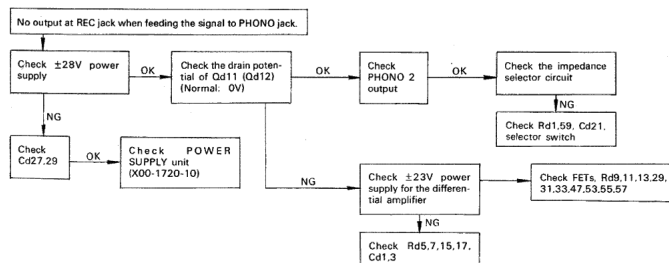 No output at REC jack when feeding the signal to PHONO jack.
Check ±28V power
supply
OK
Check the drain poten-
tial of Qd11 (Qd12)
(Normal: 0V)
OK
Check
PHONO 2
output
OK
Check the impedance
selector circuit
NG
Check Rd1,59, Cd21,
selector switch
NG
Check
Cd27,29
OK
Check POWER
SUPPLY unit
(X00-1720-10)
NG
Check ±23V power
supply for the differen-
tial amplifier
Check FETs, Rd9,11,13,29,
31,33,47,53,55,57
NG
Check Rd5,7,15,17,
Cd1,3